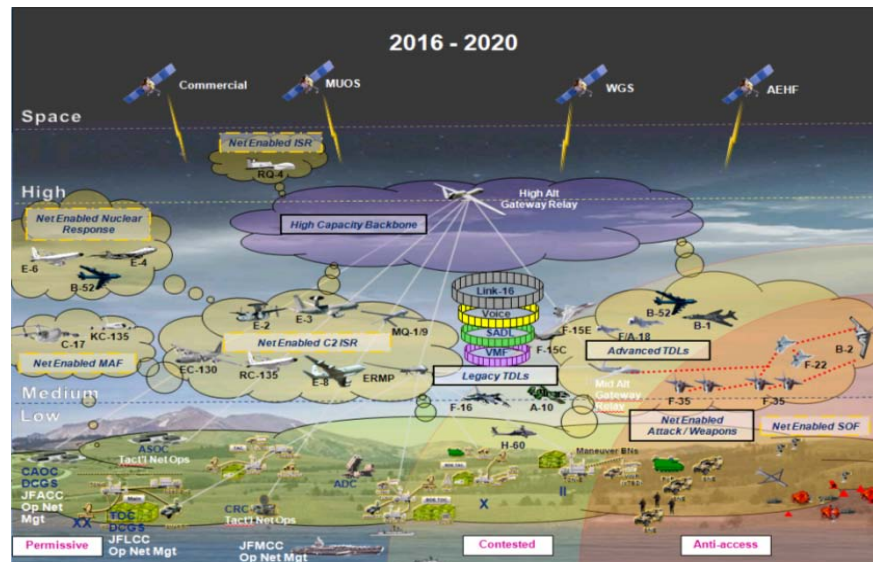 2016 - 2020
Commercial
MUOS
WGS
AEHF
Space
Net Enabled ISR
RQ-4
High
High Alt
Gateway Relay
Net Enabled Nuclear
Response
High Capacity Backbone
E-6
E-4
B-52
Link-16
Voice
SADL
VMF
E-2
E-3
MQ-1/9
Net Enabled C2 ISR
F-15E
F-15C
B-52
B-1
F/A-18
B-2
F-22
C-17
KC-135
Net Enabled MAF
EC-130
RC-135
E-8
ERMP
Legacy TDLs
Advanced TDLs
Mid Alt
Gateway
Relay
F-35
F-35
Medium
Low
F-16
A-10
Net Enabled
Attack / Weapons
Net Enabled SOF
H-60
ASOC
Tact'l Net Ops
Maneuver BNs
CAOC
DCGS
JFACC
Op Net
Mgt
ADC
XX
TOC
DCGS
JFLCC
Op Net Mgt
CRC
Tact'l Net Ops
X
II
JFMCC
Op Net Mgt
Permissive
Contested
Anti-access